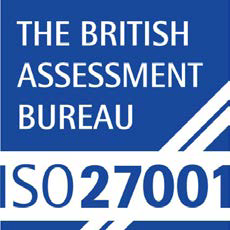 THE BRITISH
ASSESSMENT
BUREAU
ISO 27001